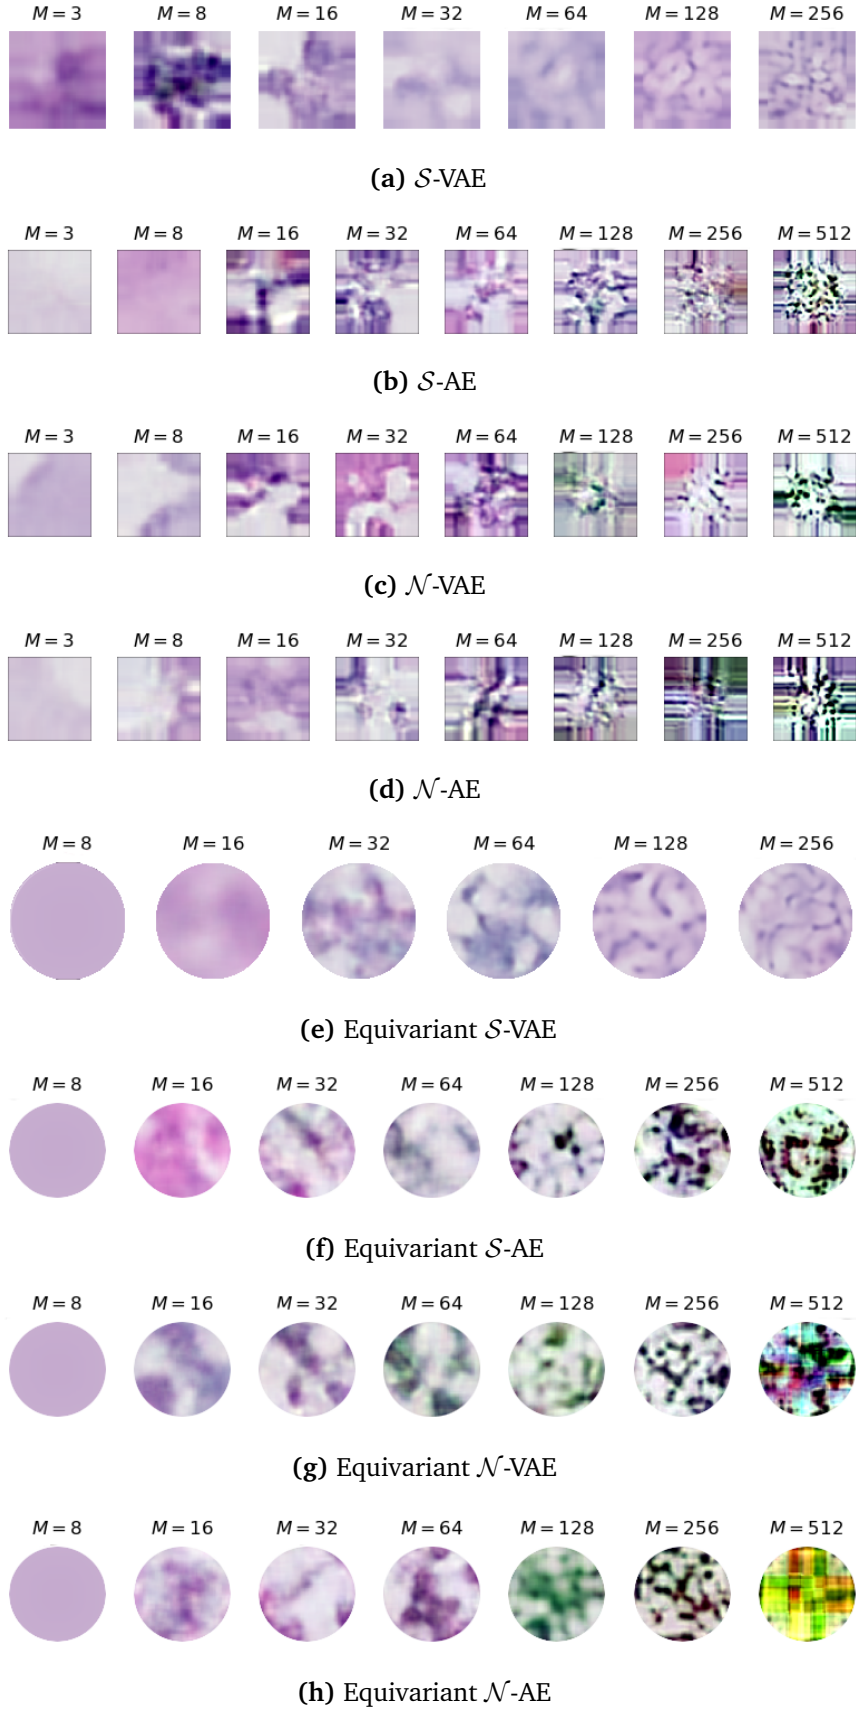 M = 3 M = 8 M = 16 M = 32 M = 64 M = 128 M = 256
(a) 𝒮-VAE
M = 3 M = 8 M = 16 M = 32 M = 64 M = 128 M = 256 M = 512
(b) 𝒮-AE
M = 3 M = 8 M = 16 M = 32 M = 64 M = 128 M = 256 M = 512
(c) 𝒩-VAE
M = 3 M = 8 M = 16 M = 32 M = 64 M = 128 M = 256 M = 512
(d) 𝒩-AE
M = 8 M = 16 M = 32 M = 64 M = 128 M = 256
(e) Equivariant 𝒮-VAE
M = 8 M = 16 M = 32 M = 64 M = 128 M = 256 M = 512
(f) Equivariant 𝒮-AE
M = 8 M = 16 M = 32 M = 64 M = 128 M = 256 M = 512
(g) Equivariant 𝒩-VAE
M = 8 M = 16 M = 32 M = 64 M = 128 M = 256 M = 512
(h) Equivariant 𝒩-AE